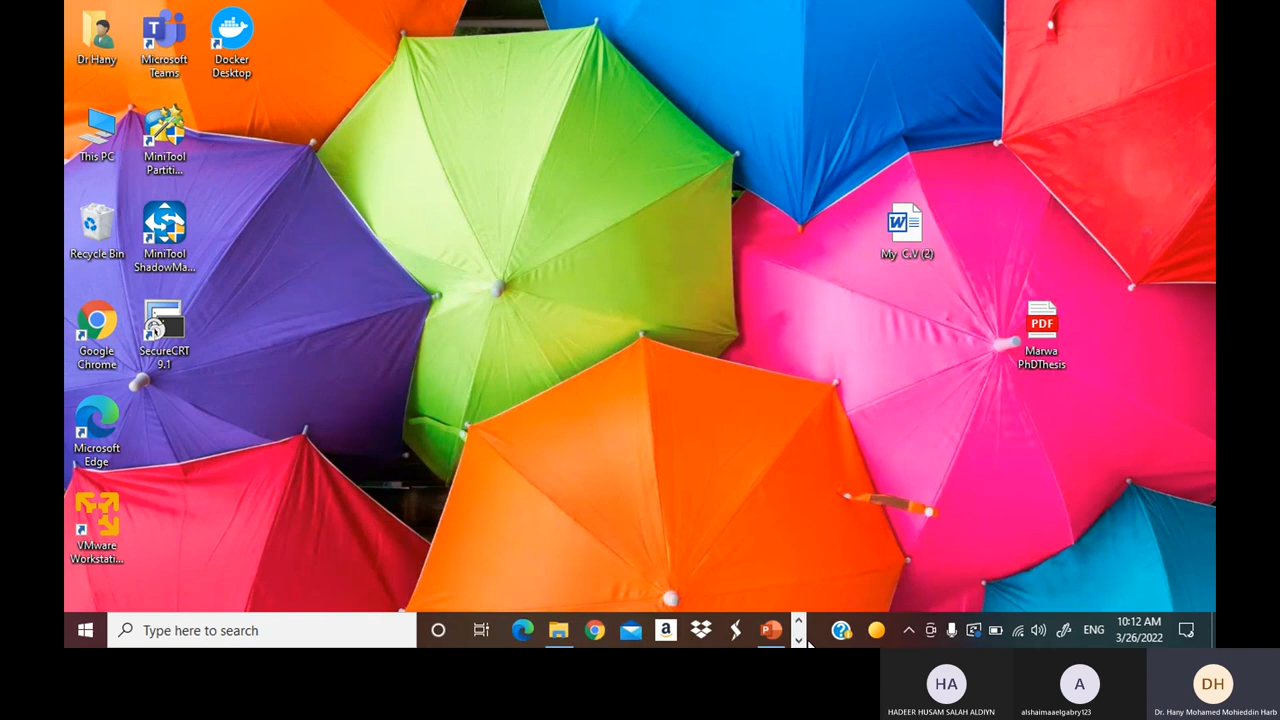 Dr Hany
Microsoft
Teams
Docker
Desktop
This PC
MiniTool
Partiti...
Recycle Bin
MiniTool
ShadowMa...
My C.V (2)
W
Google
Chrome
SecureCRT
9.1
PDF
Marwa
PhDThesis
Microsoft
Edge
VMware
Workstati...
Type here to search
ENG
10:12 AM
3/26/2022
HA
HADEER HUSAM SALAH ALDIYN
A
alshaimaaelgabry123
DH
Dr. Hany Mohamed Mohieddin Harb